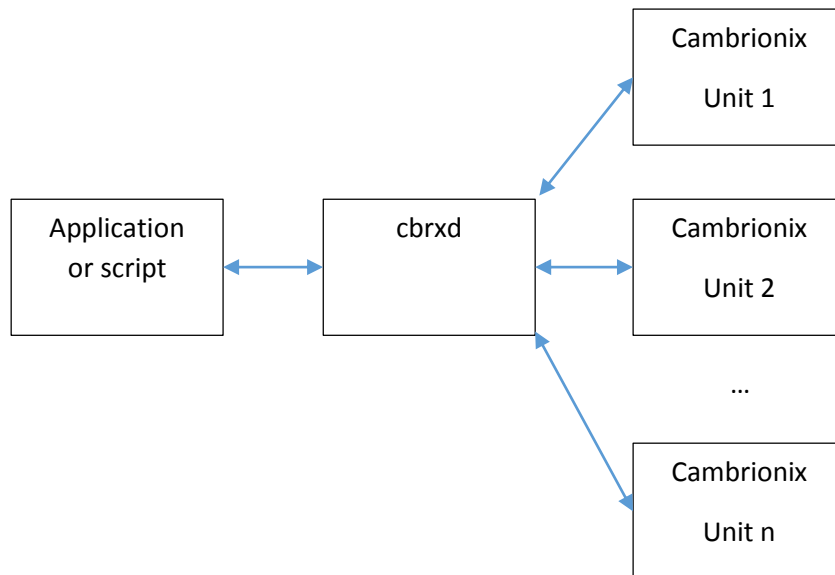 Cambrionix
Unit 1
Application
or script
cbrxd
Cambrionix
Unit 2
...
Cambrionix
Unit n